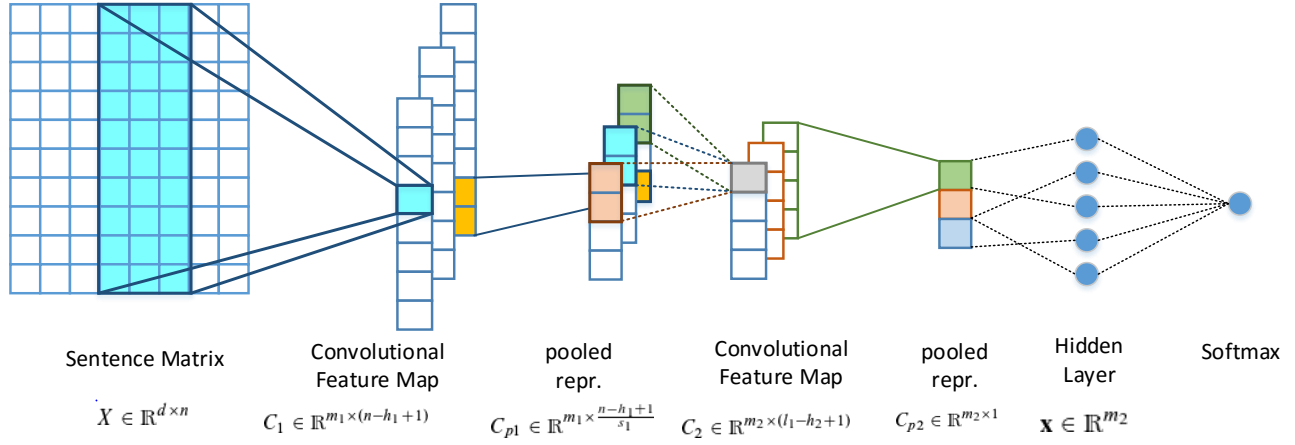 Sentence Matrix
X ∈ ℝ^{d×n}
Convolutional
Feature Map
C_1 ∈ ℝ^{m_1×(n−h_1+1)}
pooled
repr.
C_{p1} ∈ ℝ^{m_1×\frac{n−h_1+1}{s_1}}
Convolutional
Feature Map
C_2 ∈ ℝ^{m_2×(l_1−h_2+1)}
pooled
repr.
C_{p2} ∈ ℝ^{m_2×1}
Hidden
Layer
x ∈ ℝ^{m_2}
Softmax